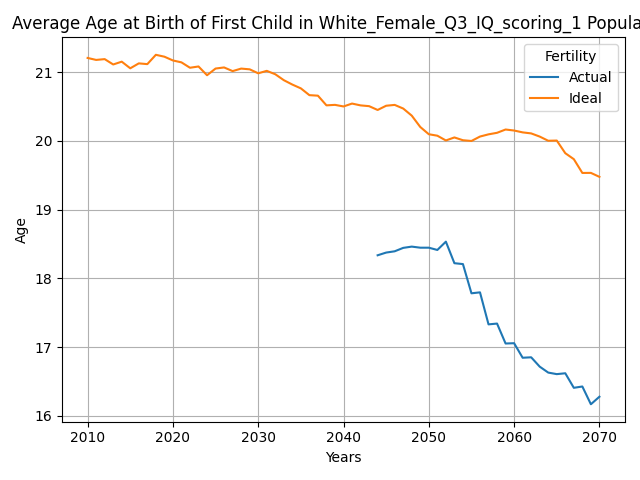 Average Age at Birth of First Child in White_Female_Q3_IQ_scoring_1 Popula
Fertility
Actual
Ideal
21
20
19
18
17
16
Age
2010 2020 2030 2040 2050 2060 2070
Years